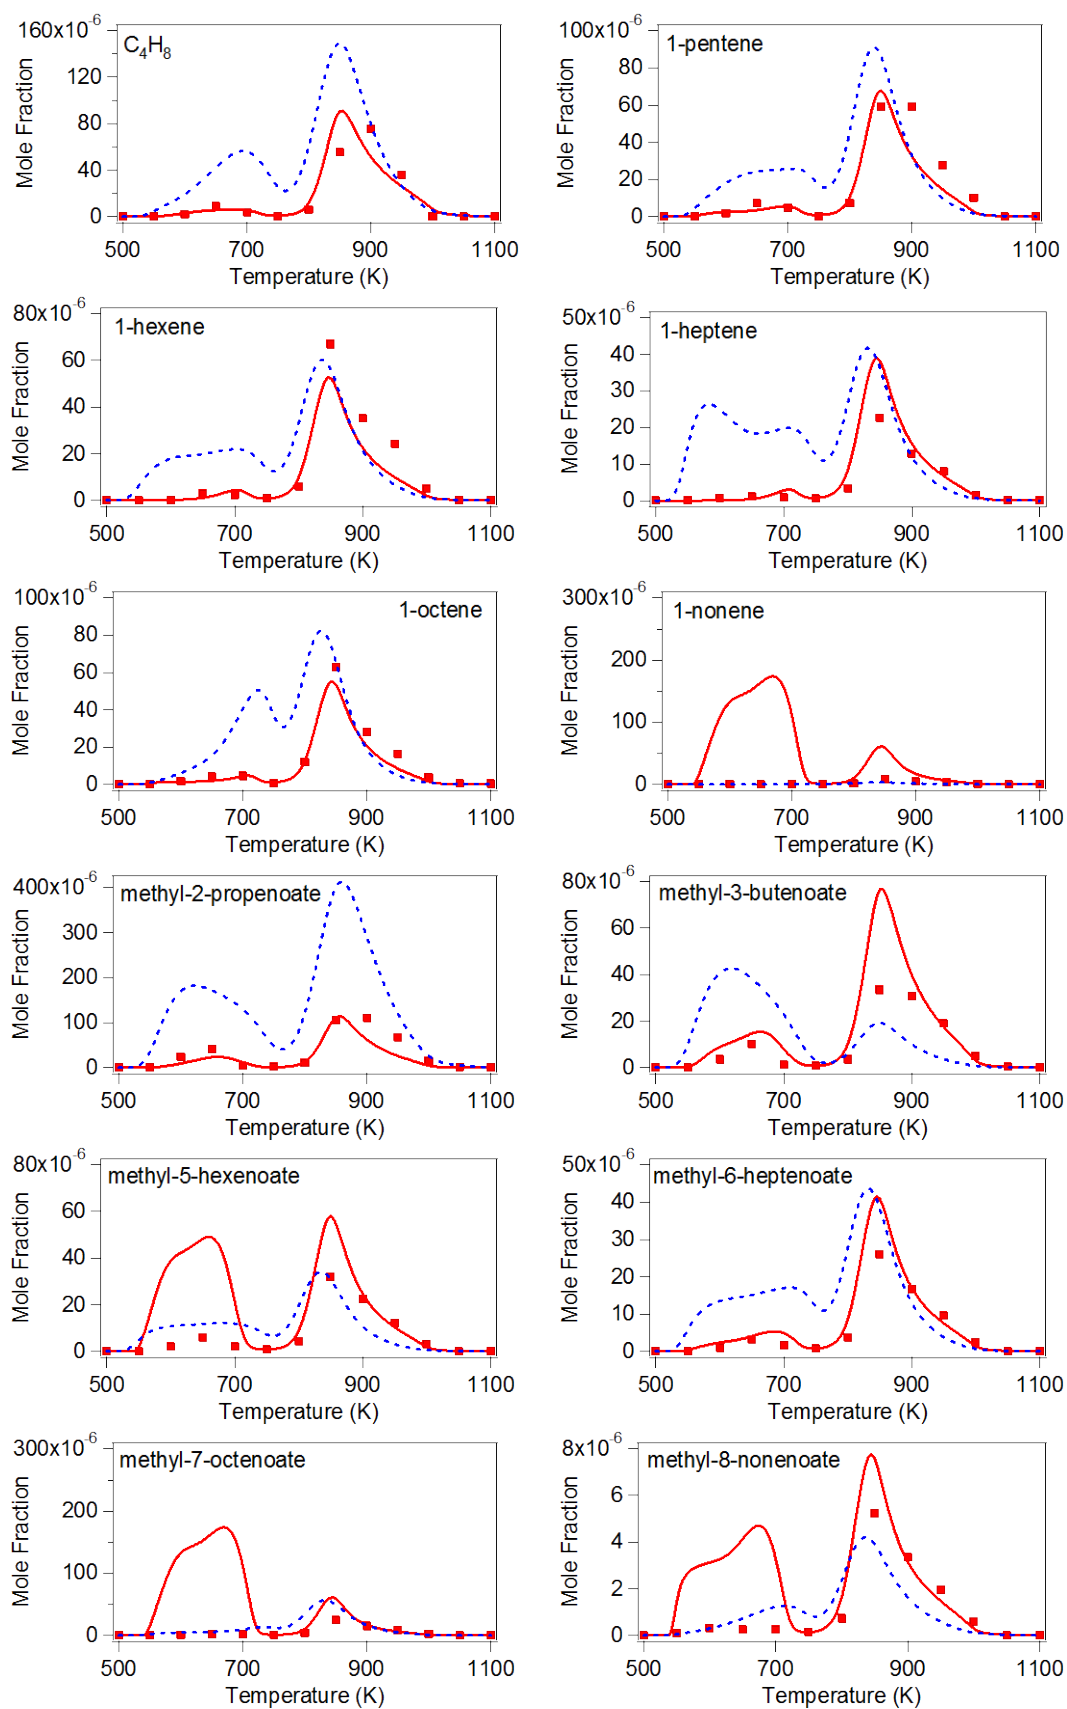 160x10-6
C4H8
120
80
40
0
Mole Fraction
500 700 900 1100
Temperature (K)
100x10-6
1-pentene
80
60
40
20
0
Mole Fraction
500 700 900 1100
Temperature (K)
80x10-6
1-hexene
60
40
20
0
Mole Fraction
500 700 900 1100
Temperature (K)
50x10-6
1-heptene
40
30
20
10
0
Mole Fraction
500 700 900 1100
Temperature (K)
100x10-6
1-octene
80
60
40
20
0
Mole Fraction
500 700 900 1100
Temperature (K)
300x10-6
1-nonene
200
100
0
Mole Fraction
500 700 900 1100
Temperature (K)
400x10-6
methyl-2-propenoate
300
200
100
0
Mole Fraction
500 700 900 1100
Temperature (K)
80x10-6
methyl-3-butenoate
60
40
20
0
Mole Fraction
500 700 900 1100
Temperature (K)
80x10-6
methyl-5-hexenoate
60
40
20
0
Mole Fraction
500 700 900 1100
Temperature (K)
50x10-6
methyl-6-heptenoate
40
30
20
10
0
Mole Fraction
500 700 900 1100
Temperature (K)
300x10-6
methyl-7-octenoate
200
100
0
Mole Fraction
500 700 900 1100
Temperature (K)
8x10-6
methyl-8-nonenoate
6
4
2
0
Mole Fraction
500 700 900 1100
Temperature (K)